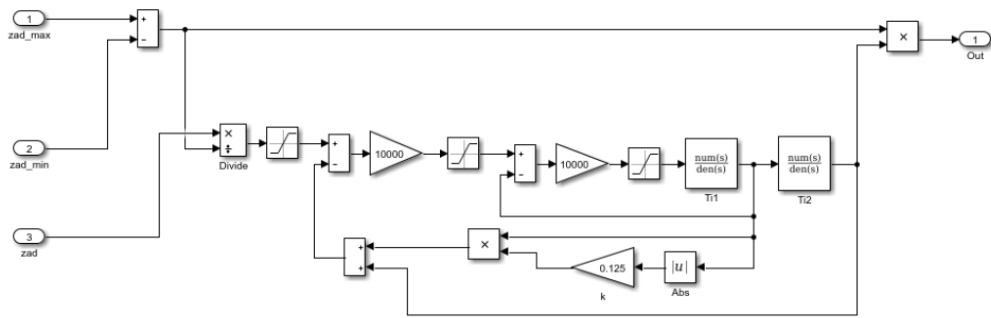 1
zad_max
+
−
×
1
Out
2
zad_min
×
÷
Divide
+
−
10000
+
−
10000
num(s)
den(s)
Ti1
num(s)
den(s)
Ti2
3
zad
+
+
×
0.125
k
|u|
Abs